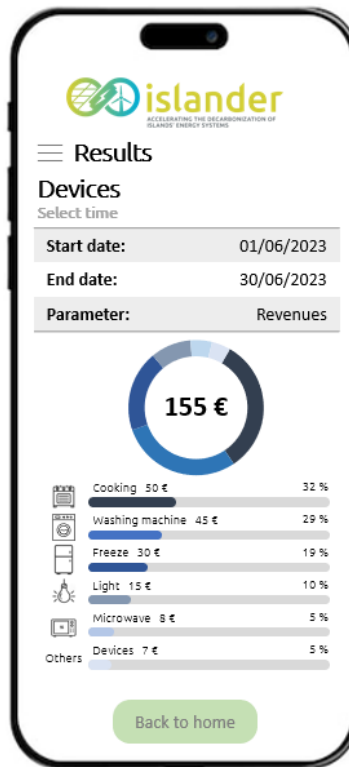 islander
ACCELERATING THE DECARBONIZATION OF
ISLANDS' ENERGY SYSTEMS
Results
Devices
Select time
Start date: 01/06/2023
End date: 30/06/2023
Parameter: Revenues
155 €
Cooking 50 € 32 %
Washing machine 45 € 29 %
Freeze 30 € 19 %
Light 15 € 10 %
Microwave 8 € 5 %
Others Devices 7 € 5 %
Back to home